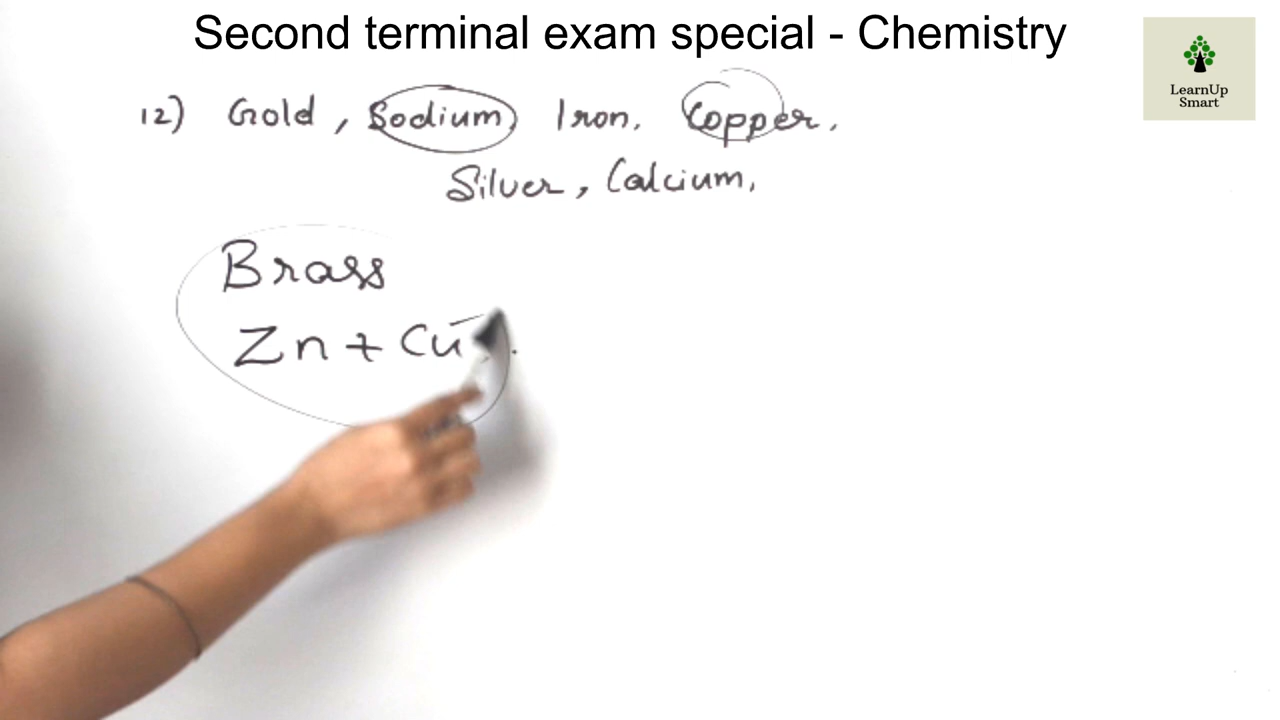 Second terminal exam special - Chemistry
LearnUp
Smart
12) Gold, Sodium, Iron, Copper,
Silver, Calcium,
Brass
Zn + Cu